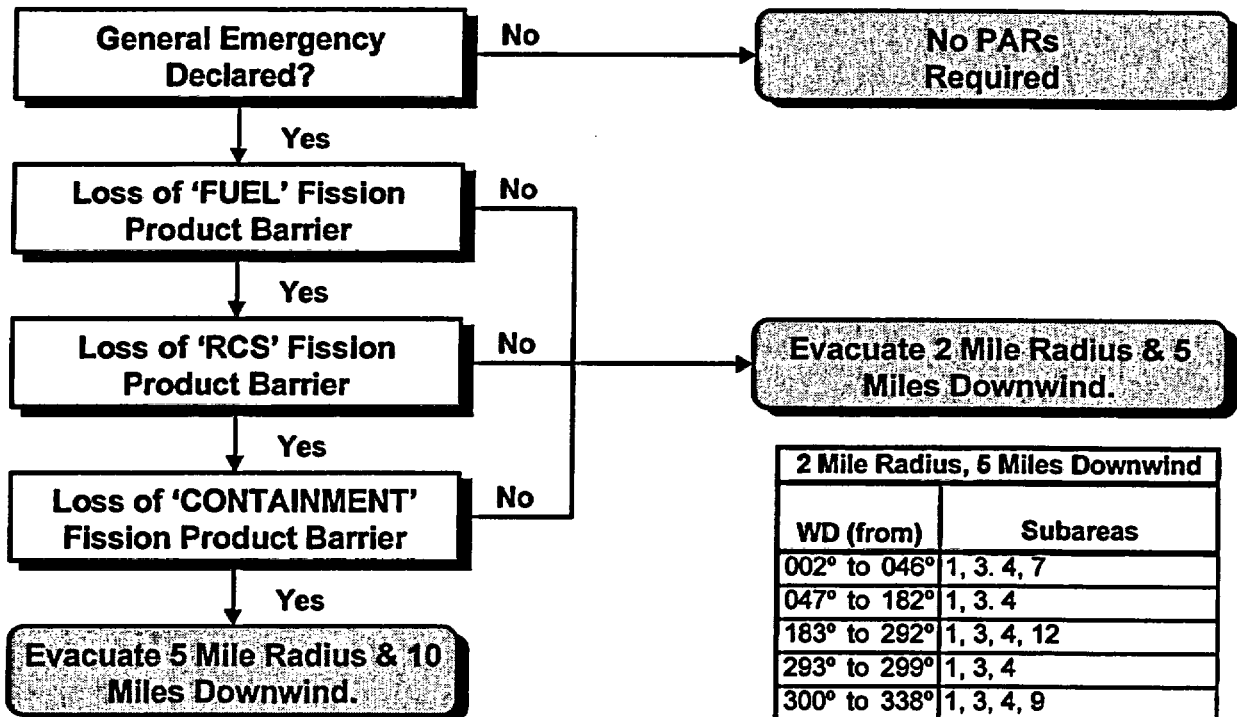 General Emergency
Declared?
No
No PARs
Required
Yes
Loss of 'FUEL' Fission
Product Barrier
No
Yes
Loss of 'RCS' Fission
Product Barrier
No
Evacuate 2 Mile Radius & 5
Miles Downwind.
Yes
Loss of 'CONTAINMENT'
Fission Product Barrier
No
Yes
Evacuate 5 Mile Radius & 10
Miles Downwind.
2 Mile Radius, 5 Miles Downwind
WD (from) Subareas
002° to 046° 1, 3. 4, 7
047° to 182° 1, 3. 4
183° to 292° 1, 3, 4, 12
293° to 299° 1, 3, 4
300° to 338° 1, 3, 4, 9